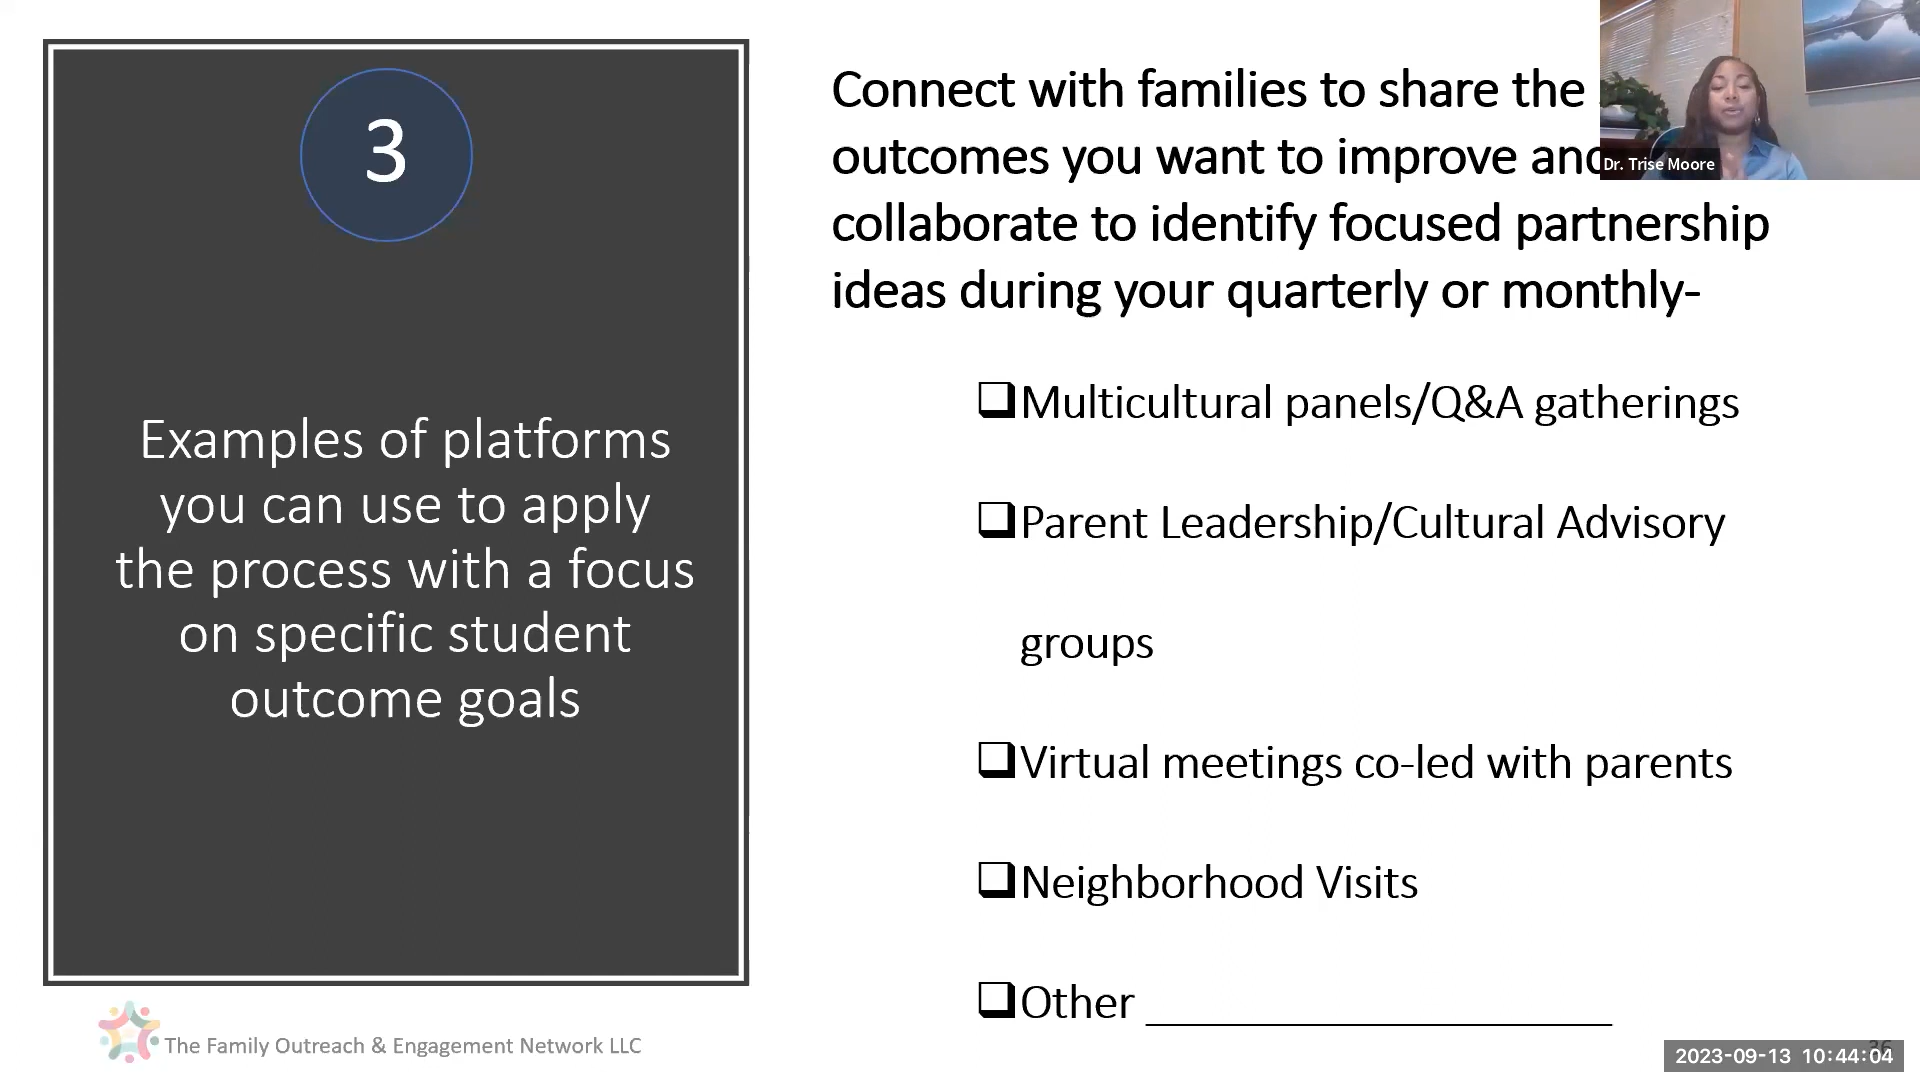 3
Examples of platforms
you can use to apply
the process with a focus
on specific student
outcome goals
Connect with families to share the
outcomes you want to improve and
collaborate to identify focused partnership
ideas during your quarterly or monthly-
❑Multicultural panels/Q&A gatherings
❑Parent Leadership/Cultural Advisory
groups
❑Virtual meetings co-led with parents
❑Neighborhood Visits
❑Other ____________________
Dr. Trise Moore
The Family Outreach & Engagement Network LLC
36
2023-09-13 10:44:04